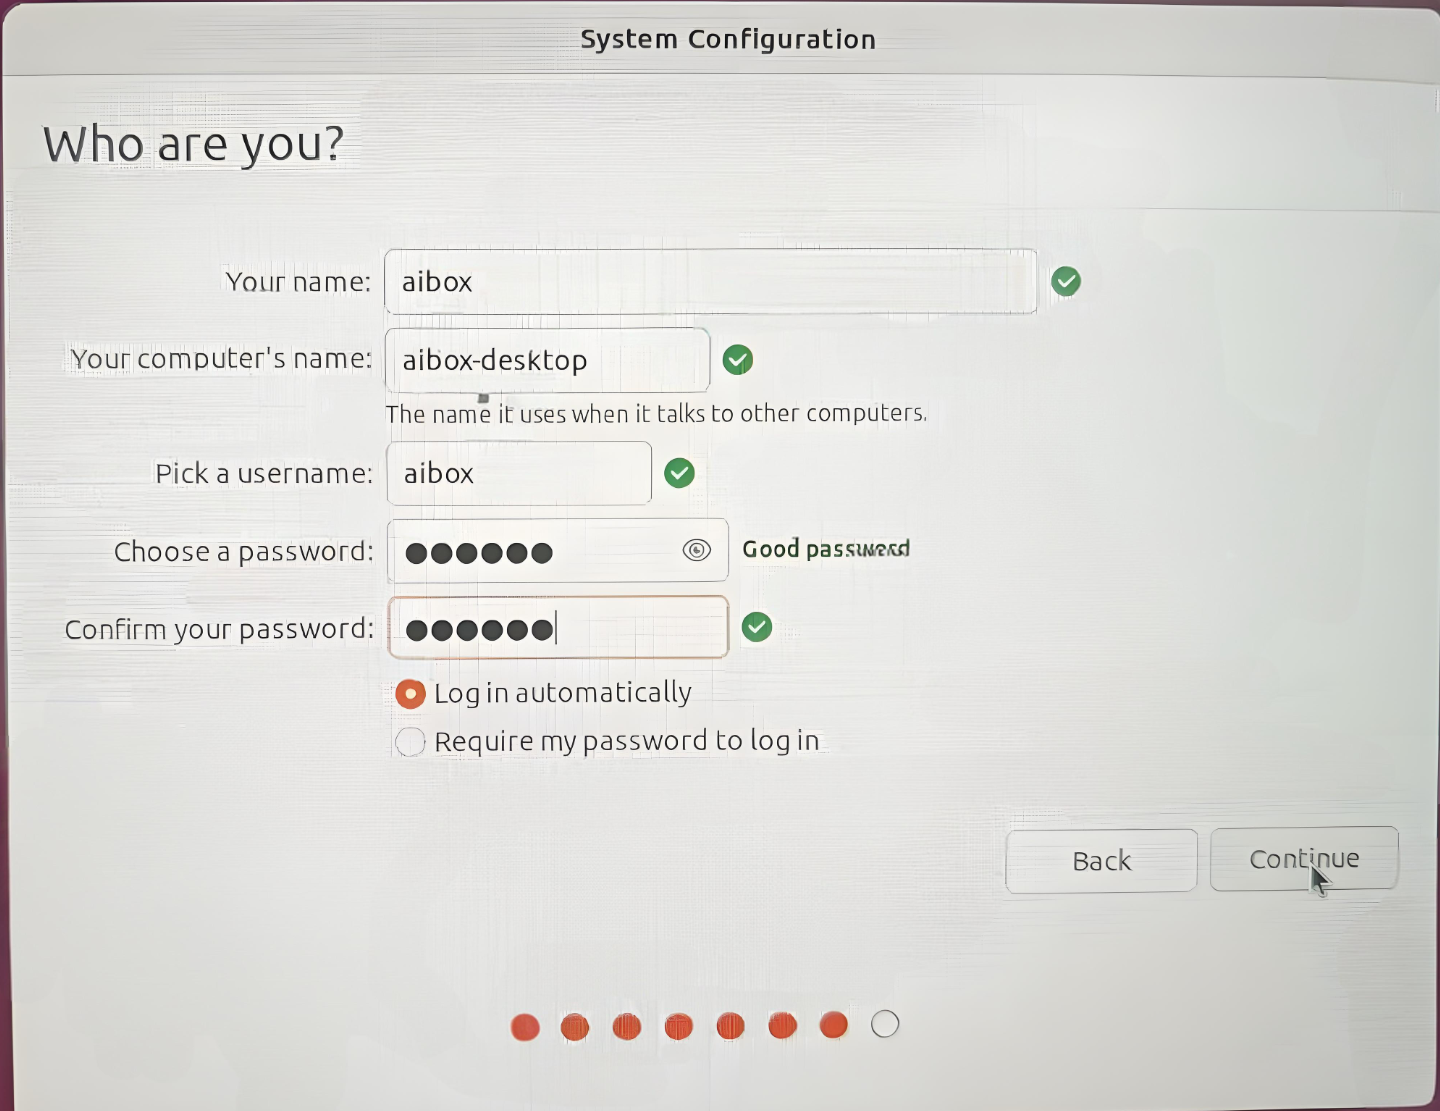 System Configuration
Who are you?
Your name: aibox
Your computer's name: aibox-desktop
The name it uses when it talks to other computers.
Pick a username: aibox
Choose a password: ●●●●●● Good password
Confirm your password: ●●●●●●
Log in automatically
Require my password to log in
Back Continue